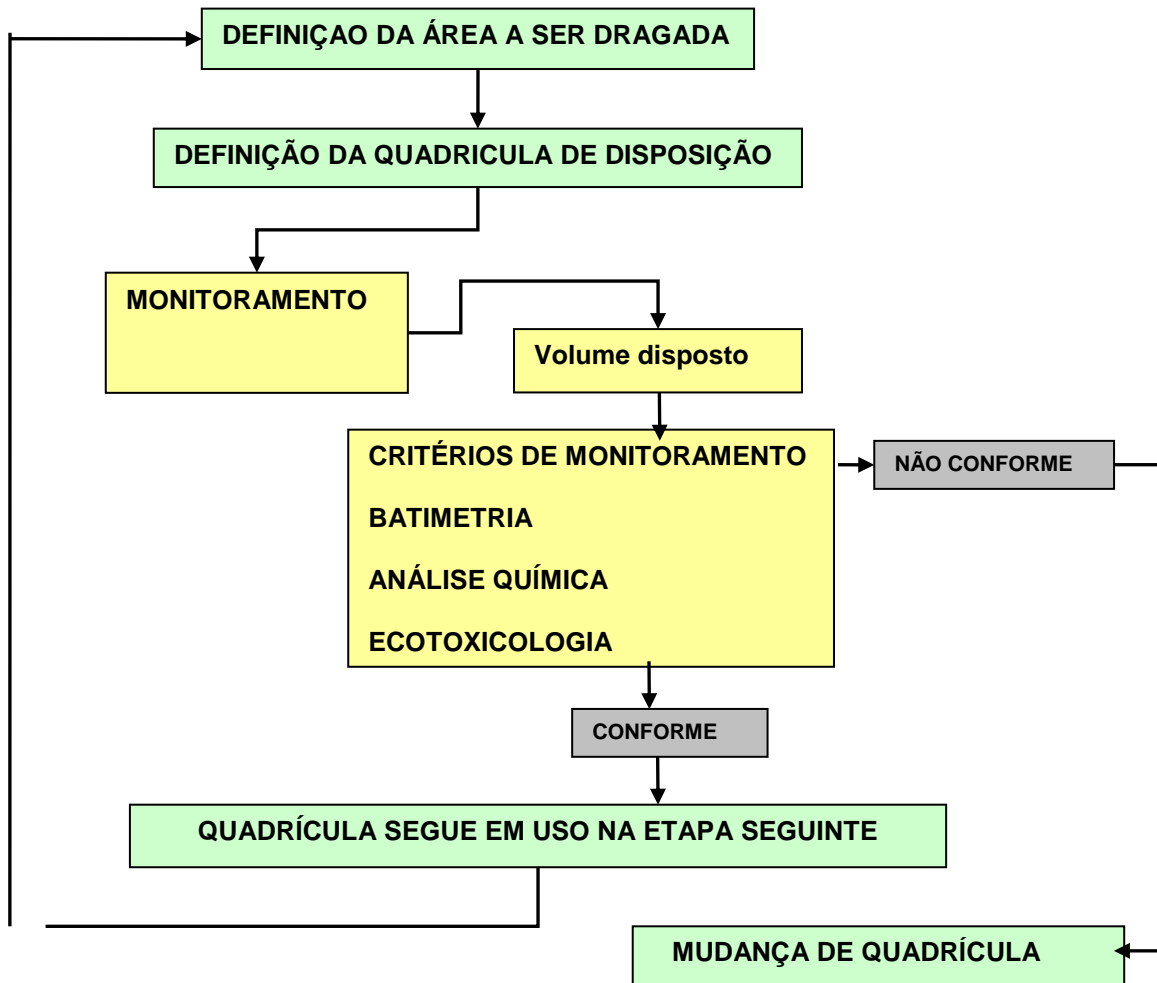 DEFINIÇAO DA ÁREA A SER DRAGADA
DEFINIÇÃO DA QUADRICULA DE DISPOSIÇÃO
MONITORAMENTO
Volume disposto
CRITÉRIOS DE MONITORAMENTO
NÃO CONFORME
BATIMETRIA
ANÁLISE QUÍMICA
ECOTOXICOLOGIA
CONFORME
QUADRÍCULA SEGUE EM USO NA ETAPA SEGUINTE
MUDANÇA DE QUADRÍCULA